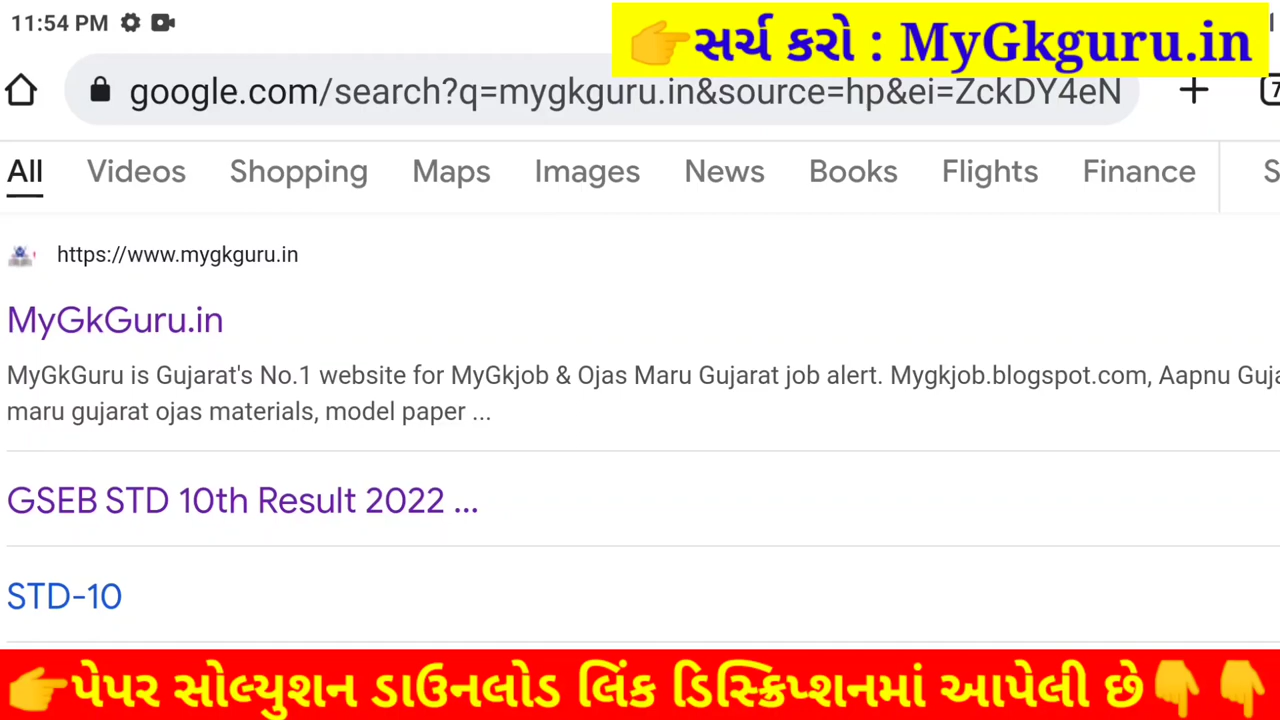 11:54 PM
👉સર્ચ કરો : MyGkguru.in
google.com/search?q=mygkguru.in&source=hp&ei=ZckDY4eN
All Videos Shopping Maps Images News Books Flights Finance S
https://www.mygkguru.in
MyGkGuru.in
MyGkGuru is Gujarat's No.1 website for MyGkjob & Ojas Maru Gujarat job alert. Mygkjob.blogspot.com, Aapnu Guja
maru gujarat ojas materials, model paper ...
GSEB STD 10th Result 2022 ...
STD-10
👉પેપર સોલ્યુશન ડાઉનલોડ લિંક ડિસ્ક્રિપ્શનમાં આપેલી છે👇👇